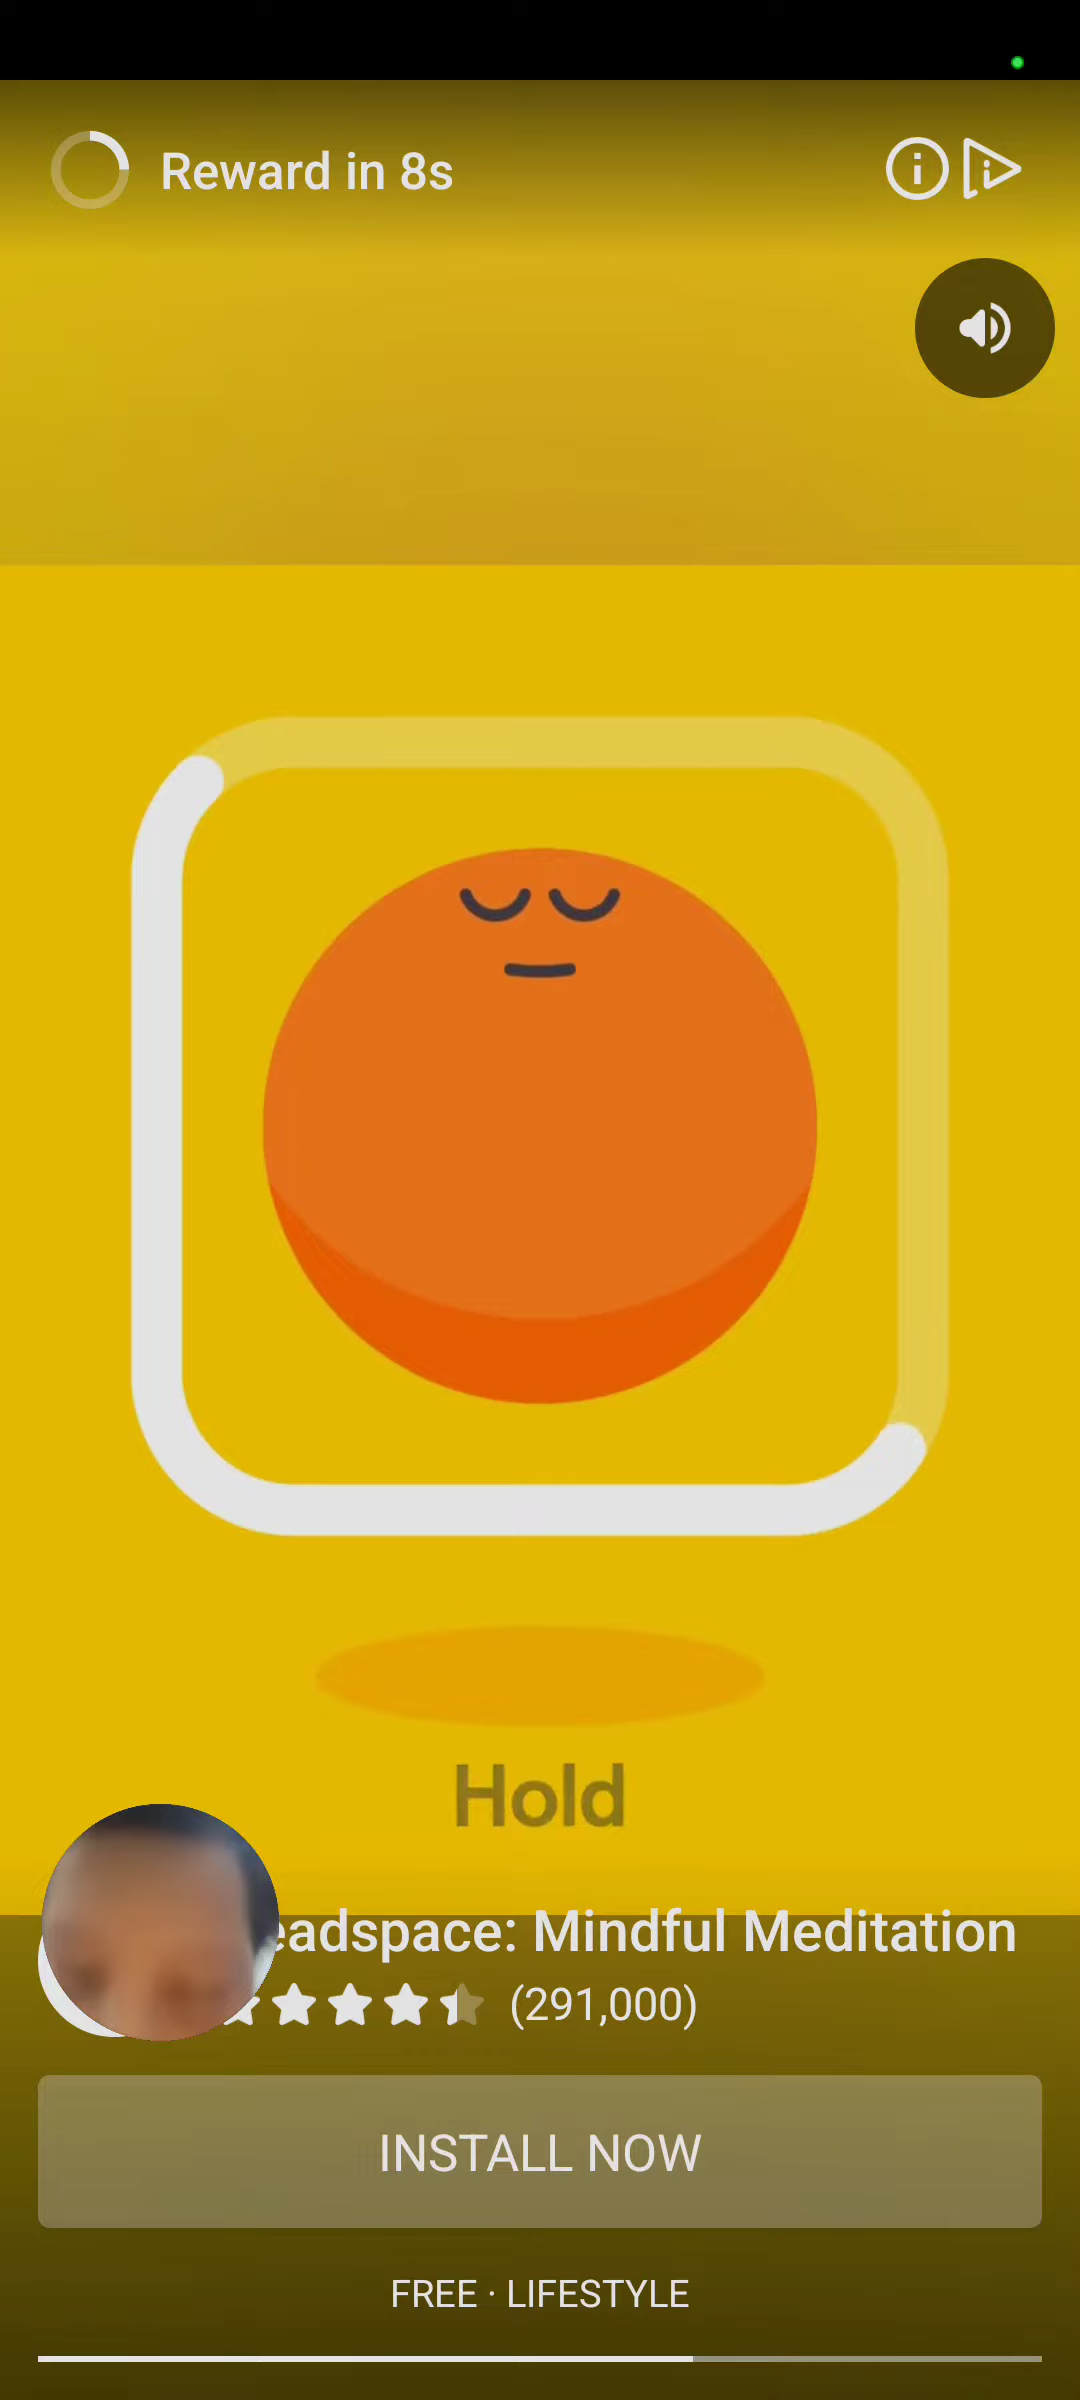 Reward in 8s
Hold
eadspace: Mindful Meditation
(291,000)
INSTALL NOW
FREE · LIFESTYLE